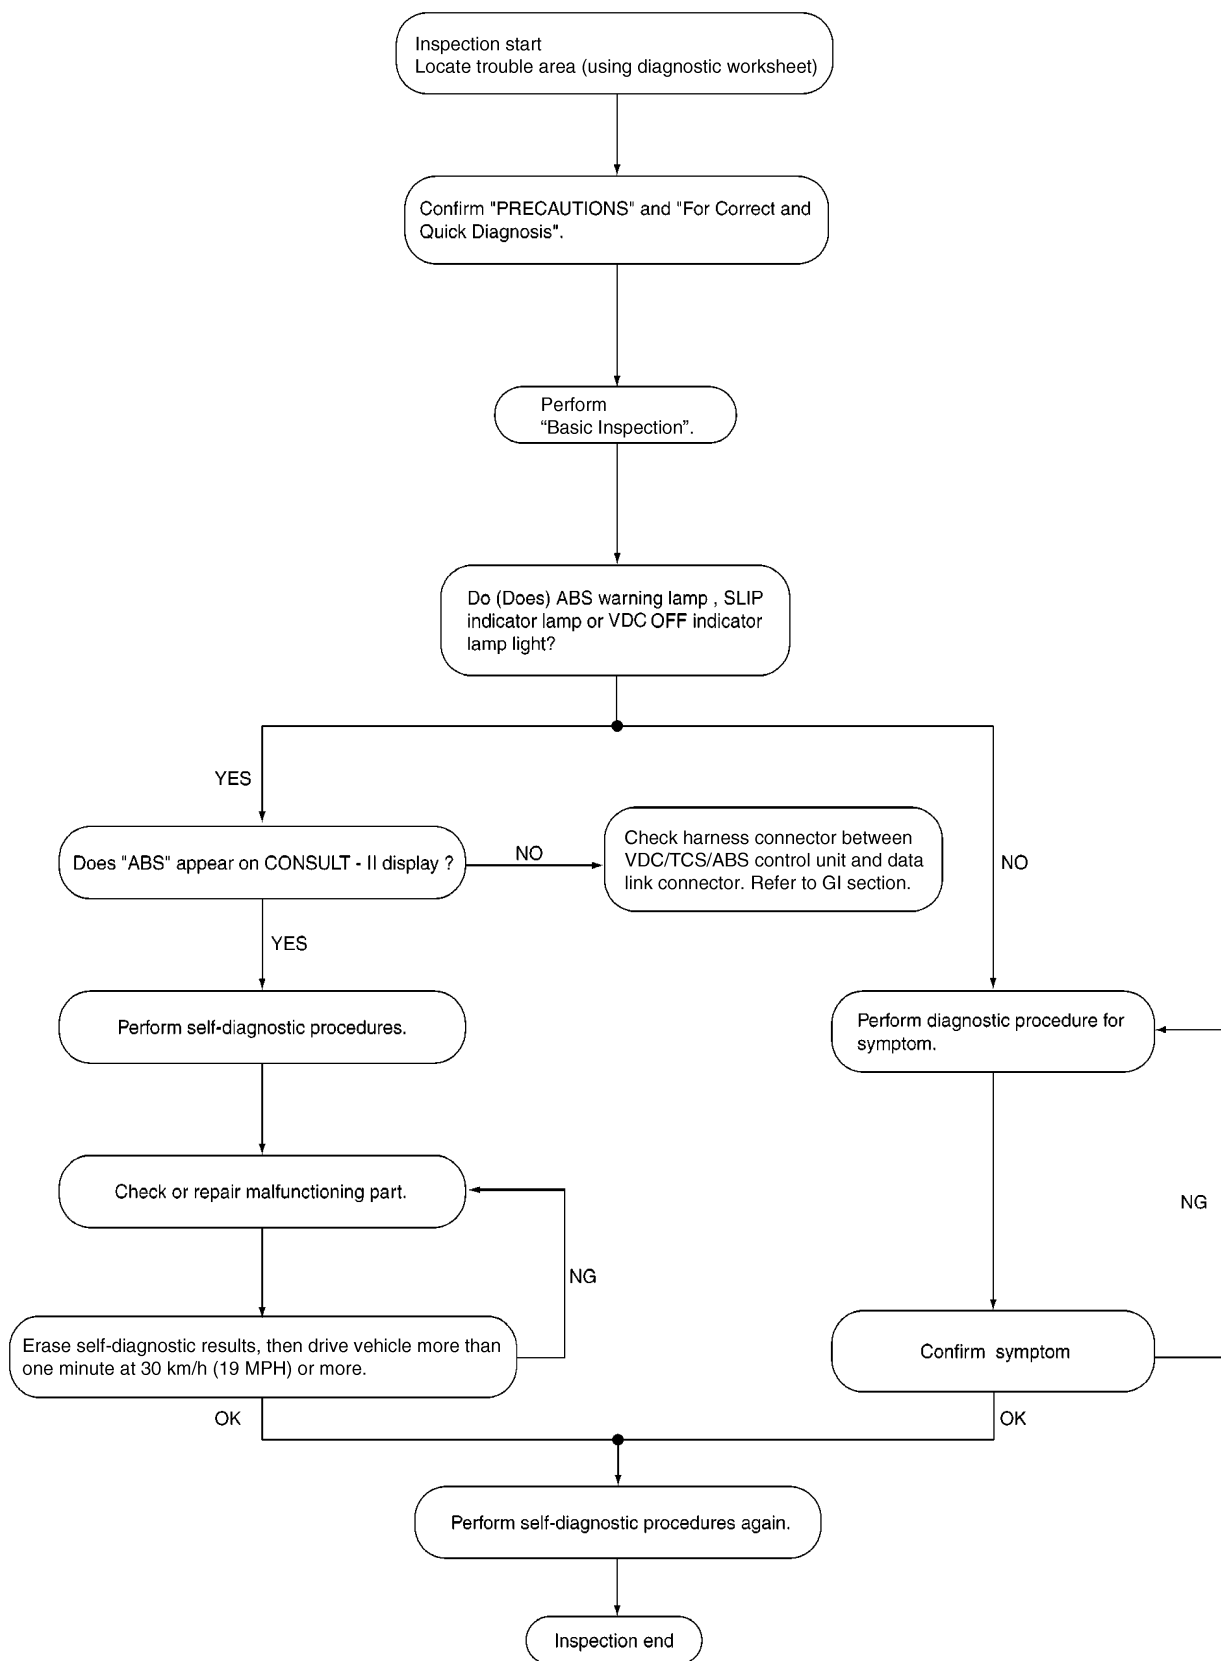 Inspection start
Locate trouble area (using diagnostic worksheet)
Confirm "PRECAUTIONS" and "For Correct and
Quick Diagnosis".
Perform
“Basic Inspection”.
Do (Does) ABS warning lamp , SLIP
indicator lamp or VDC OFF indicator
lamp light?
YES
Does "ABS" appear on CONSULT - II display ?
NO
Check harness connector between
VDC/TCS/ABS control unit and data
link connector. Refer to GI section.
NO
YES
Perform self-diagnostic procedures.
Perform diagnostic procedure for
symptom.
Check or repair malfunctioning part.
NG
NG
Erase self-diagnostic results, then drive vehicle more than
one minute at 30 km/h (19 MPH) or more.
Confirm symptom
OK
OK
Perform self-diagnostic procedures again.
Inspection end